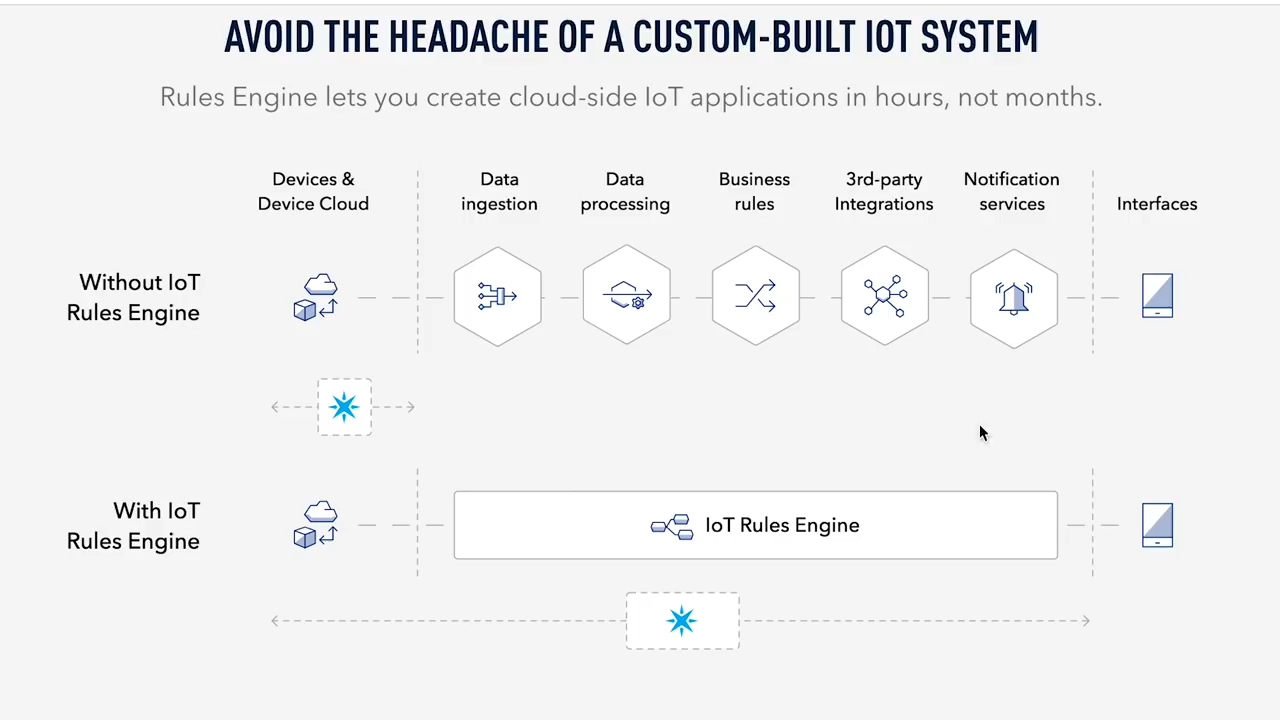 AVOID THE HEADACHE OF A CUSTOM-BUILT IOT SYSTEM
Rules Engine lets you create cloud-side IoT applications in hours, not months.
Devices &
Device Cloud
Data
ingestion
Data
processing
Business
rules
3rd-party
Integrations
Notification
services
Interfaces
Without IoT
Rules Engine
With IoT
Rules Engine
IoT Rules Engine